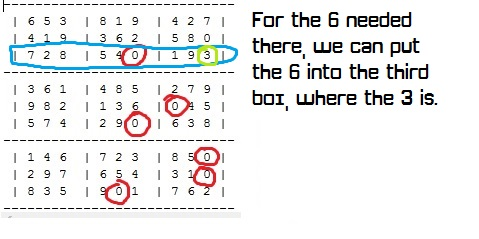 | 6 5 3 | 8 1 9 | 4 2 7 |
| 4 1 9 | 3 6 2 | 5 8 0 |
| 7 2 8 | 5 4 0 | 1 9 3 |
| 3 6 1 | 4 8 5 | 2 7 9 |
| 9 8 2 | 1 3 6 | 0 4 5 |
| 5 7 4 | 2 9 0 | 6 3 8 |
| 1 4 6 | 7 2 3 | 8 5 0 |
| 2 9 7 | 6 5 4 | 3 1 0 |
| 8 3 5 | 9 0 1 | 7 6 2 |
For the 6 needed
there, we can put
the 6 into the third
box, where the 3 is.